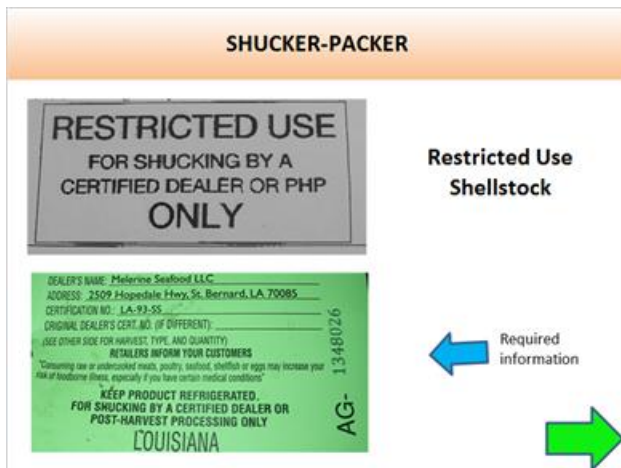 SHUCKER-PACKER
RESTRICTED USE
FOR SHUCKING BY A
CERTIFIED DEALER OR PHP
ONLY
Restricted Use
Shellstock
DEALER'S NAME: Melerine Seafood LLC
ADDRESS: 2509 Hopedale Hwy, St. Bernard, LA 70085
CERTIFICATION NO.: LA-93-SS
ORIGINAL DEALER'S CERT. NO. (IF DIFFERENT):
(SEE OTHER SIDE FOR HARVEST, TYPE, AND QUANTITY)
RETAILERS INFORM YOUR CUSTOMERS
"Consuming raw or undercooked meats, poultry, seafood, shellfish or eggs may increase your
risk of foodborne illness, especially if you have certain medical conditions"
KEEP PRODUCT REFRIGERATED.
FOR SHUCKING BY A CERTIFIED DEALER OR
POST-HARVEST PROCESSING ONLY
LOUISIANA
AG- 1348026
Required
information